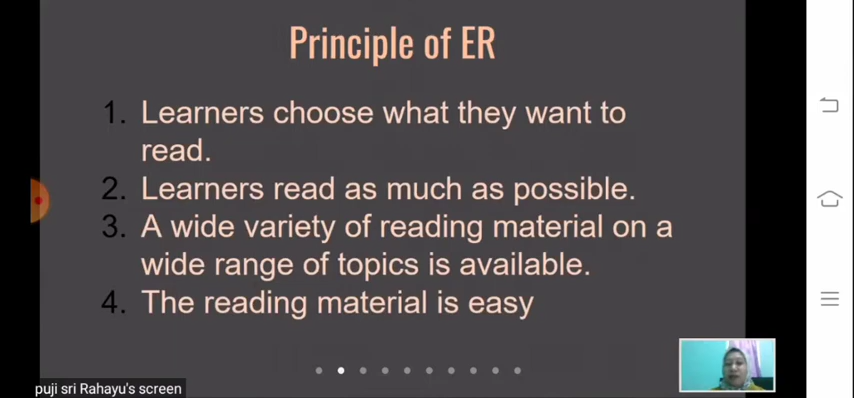 Principle of ER
1. Learners choose what they want to
read.
2. Learners read as much as possible.
3. A wide variety of reading material on a
wide range of topics is available.
4. The reading material is easy
puji sri Rahayu's screen